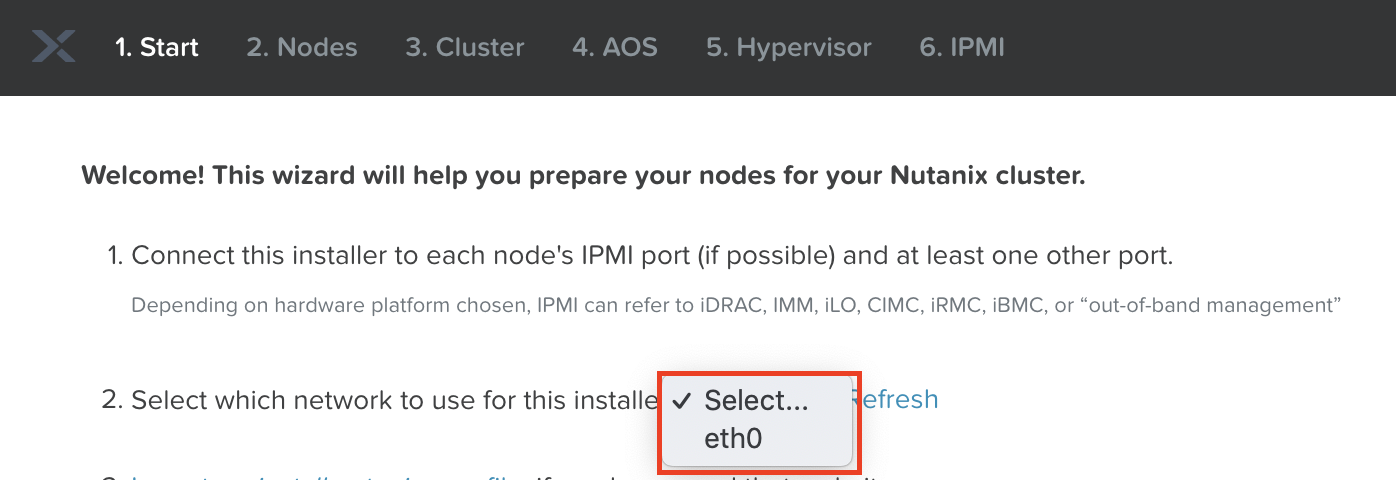 1. Start 2. Nodes 3. Cluster 4. AOS 5. Hypervisor 6. IPMI
Welcome! This wizard will help you prepare your nodes for your Nutanix cluster.
1. Connect this installer to each node's IPMI port (if possible) and at least one other port.
Depending on hardware platform chosen, IPMI can refer to iDRAC, IMM, iLO, CIMC, iRMC, iBMC, or “out-of-band management”
2. Select which network to use for this installe ✓ Select... Refresh
eth0